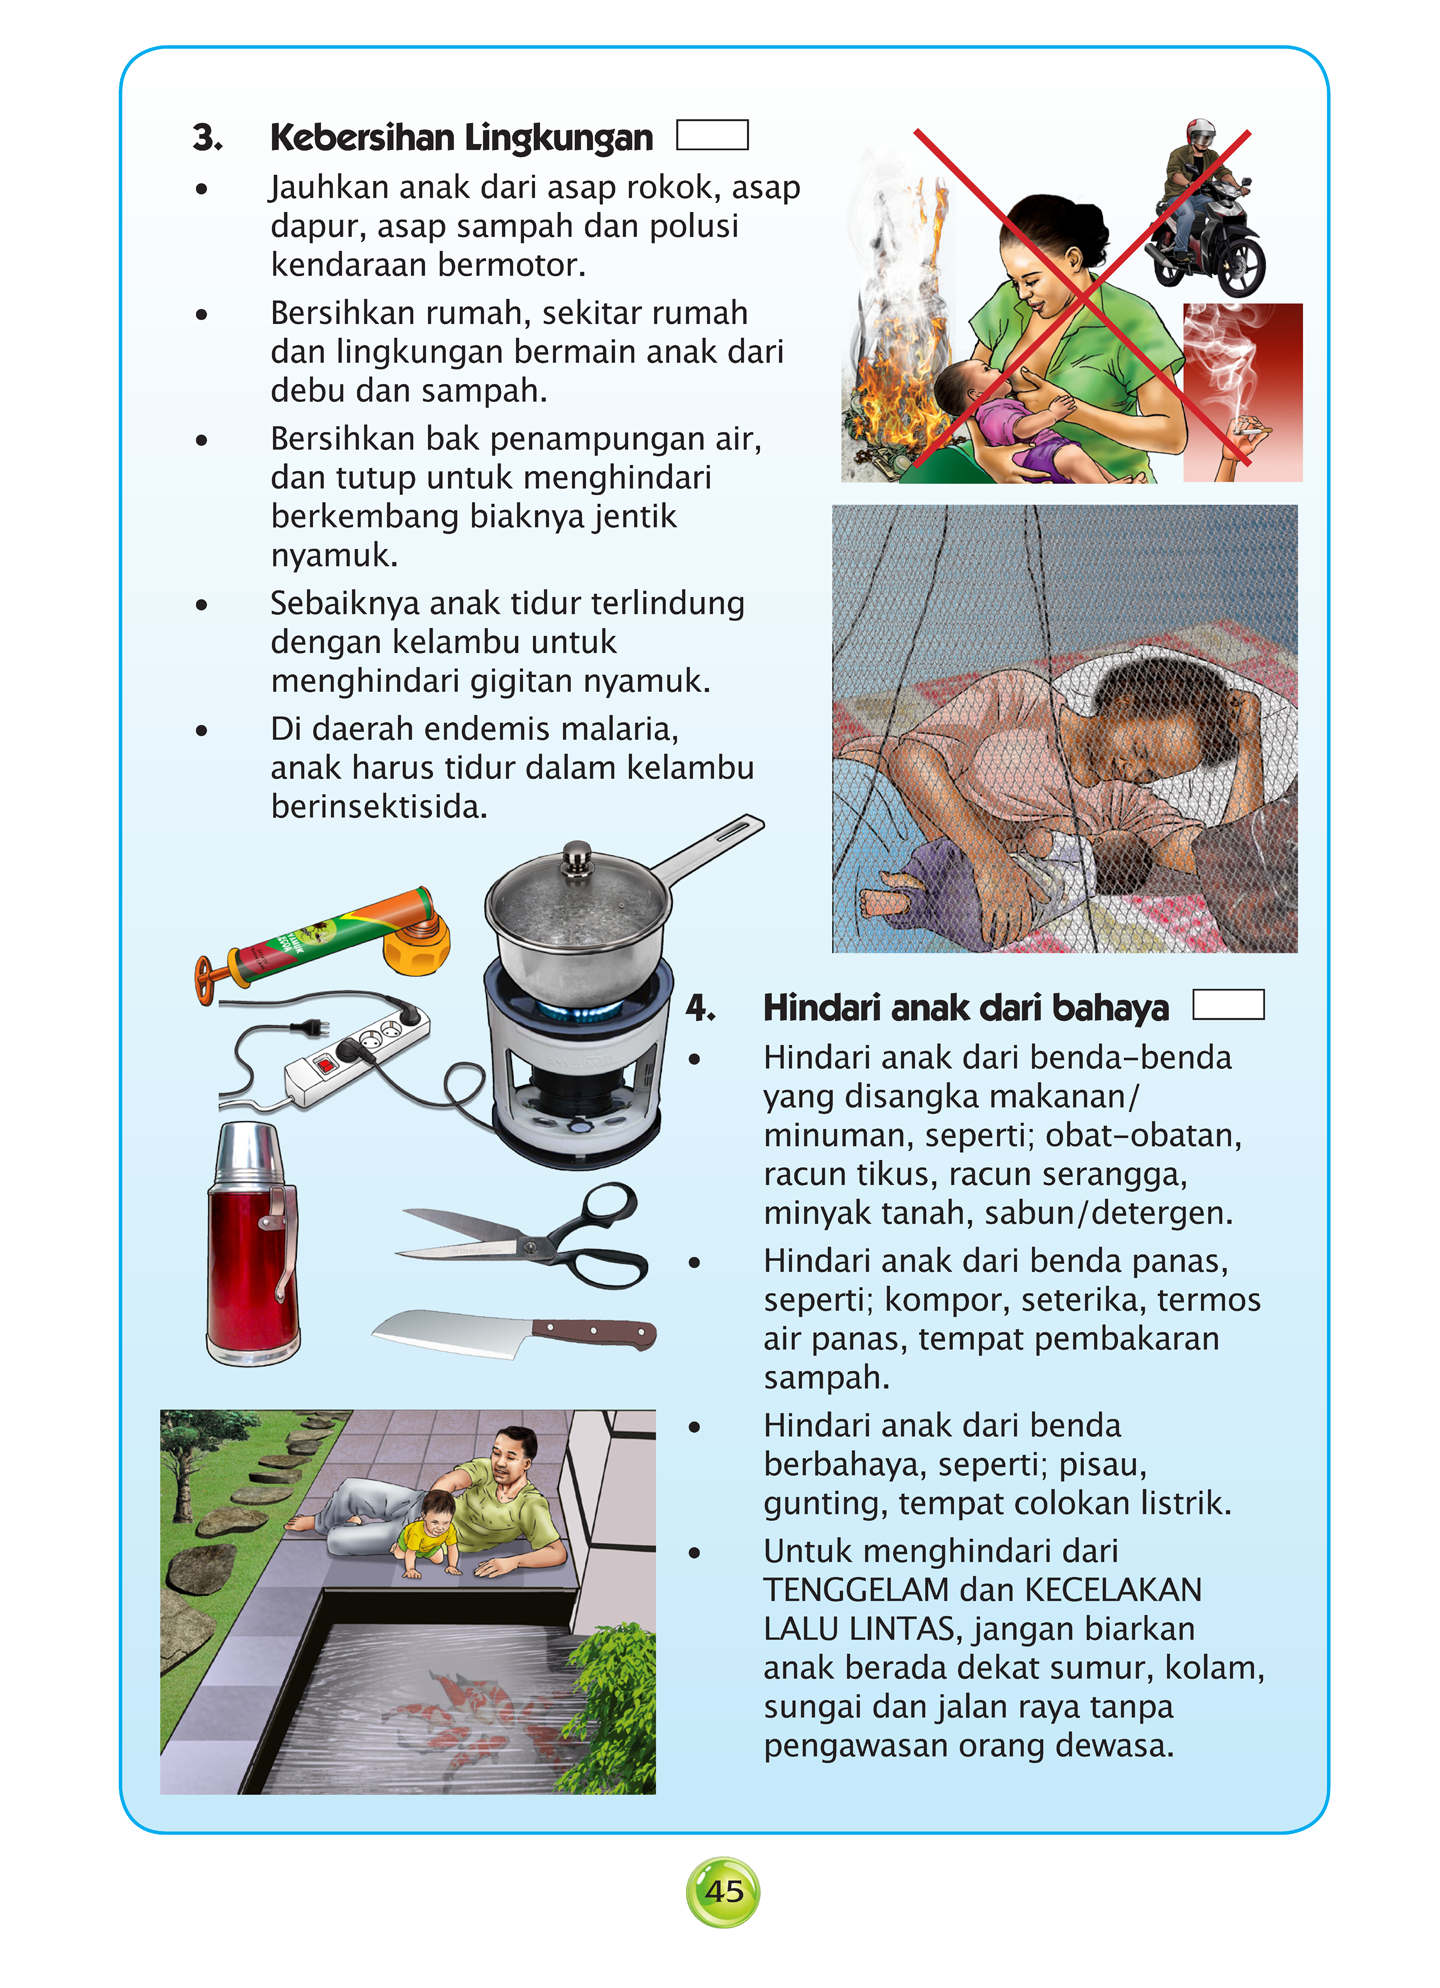 3. Kebersihan Lingkungan
• Jauhkan anak dari asap rokok, asap
dapur, asap sampah dan polusi
kendaraan bermotor.
• Bersihkan rumah, sekitar rumah
dan lingkungan bermain anak dari
debu dan sampah.
• Bersihkan bak penampungan air,
dan tutup untuk menghindari
berkembang biaknya jentik
nyamuk.
• Sebaiknya anak tidur terlindung
dengan kelambu untuk
menghindari gigitan nyamuk.
• Di daerah endemis malaria,
anak harus tidur dalam kelambu
berinsektisida.
4. Hindari anak dari bahaya
• Hindari anak dari benda-benda
yang disangka makanan/
minuman, seperti; obat-obatan,
racun tikus, racun serangga,
minyak tanah, sabun/detergen.
• Hindari anak dari benda panas,
seperti; kompor, seterika, termos
air panas, tempat pembakaran
sampah.
• Hindari anak dari benda
berbahaya, seperti; pisau,
gunting, tempat colokan listrik.
• Untuk menghindari dari
TENGGELAM dan KECELAKAN
LALU LINTAS, jangan biarkan
anak berada dekat sumur, kolam,
sungai dan jalan raya tanpa
pengawasan orang dewasa.
45